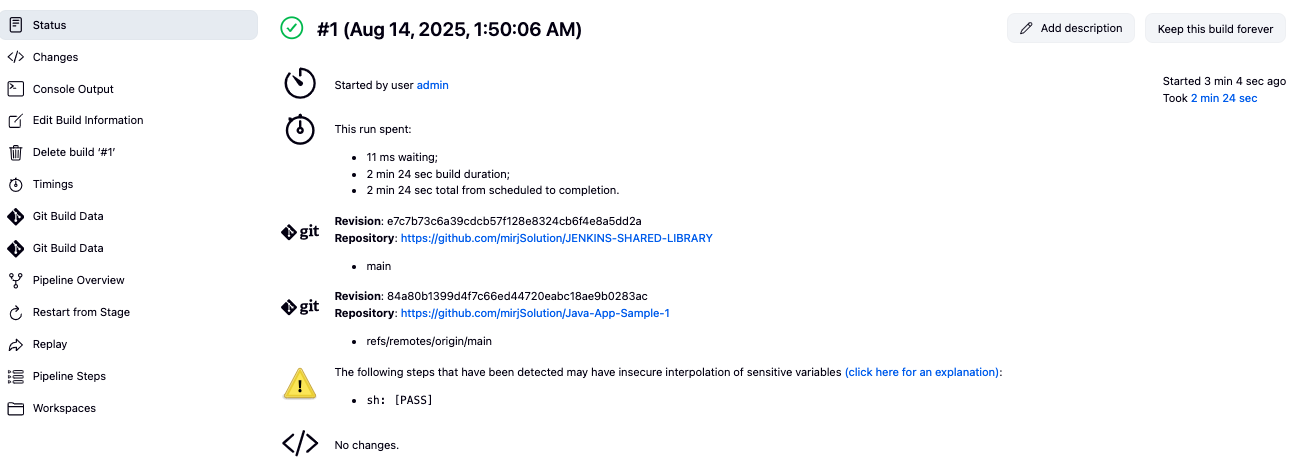 Status
Changes
Console Output
Edit Build Information
Delete build ‘#1’
Timings
Git Build Data
Git Build Data
Pipeline Overview
Restart from Stage
Replay
Pipeline Steps
Workspaces
#1 (Aug 14, 2025, 1:50:06 AM)
Add description
Keep this build forever
Started by user admin
Started 3 min 4 sec ago
Took 2 min 24 sec
This run spent:
• 11 ms waiting;
• 2 min 24 sec build duration;
• 2 min 24 sec total from scheduled to completion.
git
Revision: e7c7b73c6a39cdcb57f128e8324cb6f4e8a5dd2a
Repository: https://github.com/mirjSolution/JENKINS-SHARED-LIBRARY
• main
git
Revision: 84a80b1399d4f7c66ed44720eabc18ae9b0283ac
Repository: https://github.com/mirjSolution/Java-App-Sample-1
• refs/remotes/origin/main
The following steps that have been detected may have insecure interpolation of sensitive variables (click here for an explanation):
• sh: [PASS]
No changes.